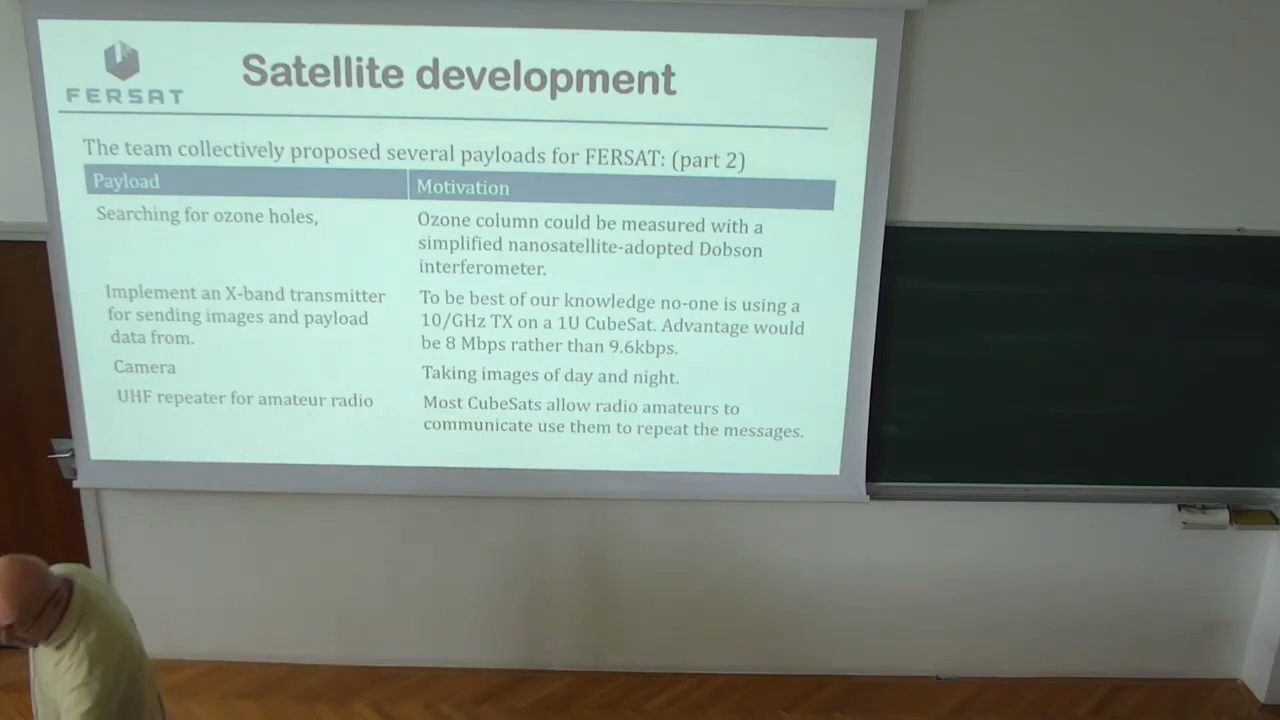 FERSAT
Satellite development
The team collectively proposed several payloads for FERSAT: (part 2)
Payload
Motivation
Searching for ozone holes,
Ozone column could be measured with a
simplified nanosatellite-adopted Dobson
interferometer.
Implement an X-band transmitter
for sending images and payload
data from.
To be best of our knowledge no-one is using a
10/GHz TX on a 1U CubeSat. Advantage would
be 8 Mbps rather than 9.6kbps.
Camera
Taking images of day and night.
UHF repeater for amateur radio
Most CubeSats allow radio amateurs to
communicate use them to repeat the messages.